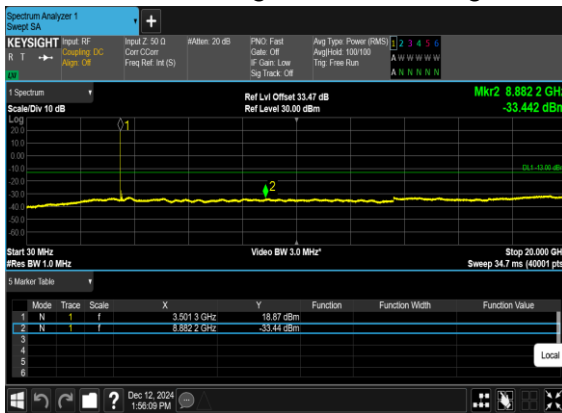 Spectrum Analyzer 1
Swept SA
KEYSIGHT Input: RF Input Z: 50 Ω #Atten: 20 dB PNO: Fast Avg Type: Power (RMS) 1 2 3 4 5 6
R T Coupling: DC Corr CCorr Gate: Off Avg|Hold: 100/100 A W W W W W
Align: Off Freq Ref: Int (S) IF Gain: Low Trig: Free Run
Sig Track: Off A N N N N N
1 Spectrum
Scale/Div 10 dB
Ref Lvl Offset 33.47 dB
Ref Level 30.00 dBm
Mkr2 8.882 2 GHz
-33.442 dBm
Log
20.0
10.0
0.00
-10.0
-20.0
-30.0
-40.0
-50.0
-60.0
1
2
DL1 -13.00 dBm
Start 30 MHz Video BW 3.0 MHz* Stop 20.000 GHz
#Res BW 1.0 MHz Sweep 34.7 ms (40001 pts)
5 Marker Table
Mode Trace Scale X Y Function Function Width Function Value
1 N 1 f 3.501 3 GHz 18.87 dBm
2 N 1 f 8.882 2 GHz -33.44 dBm
3
4
5
6
Local
? Dec 12, 2024
1:56:09 PM